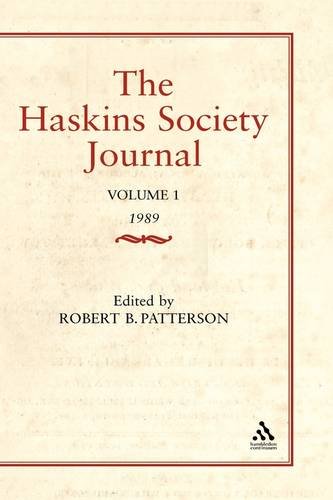 The
Haskins Society
Journal
VOLUME 1
1989
Edited by
ROBERT B. PATTERSON
hambledon
continuum